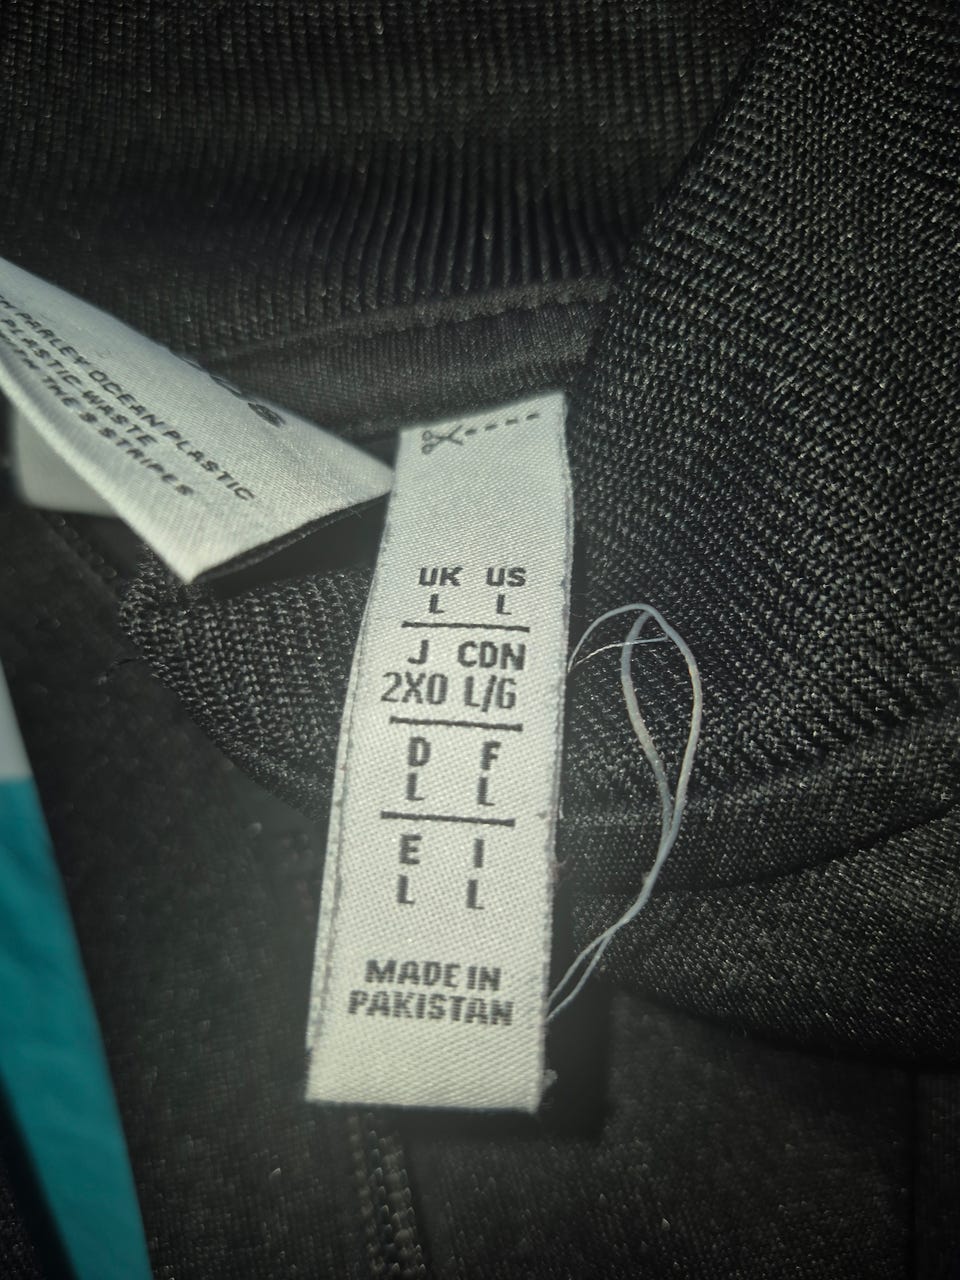 PARLEY OCEAN PLASTIC
PLASTIC WASTE
THE 3 STRIPES
UK US
L L
J CDN
2XO L/G
D F
L L
E I
L L
MADE IN
PAKISTAN